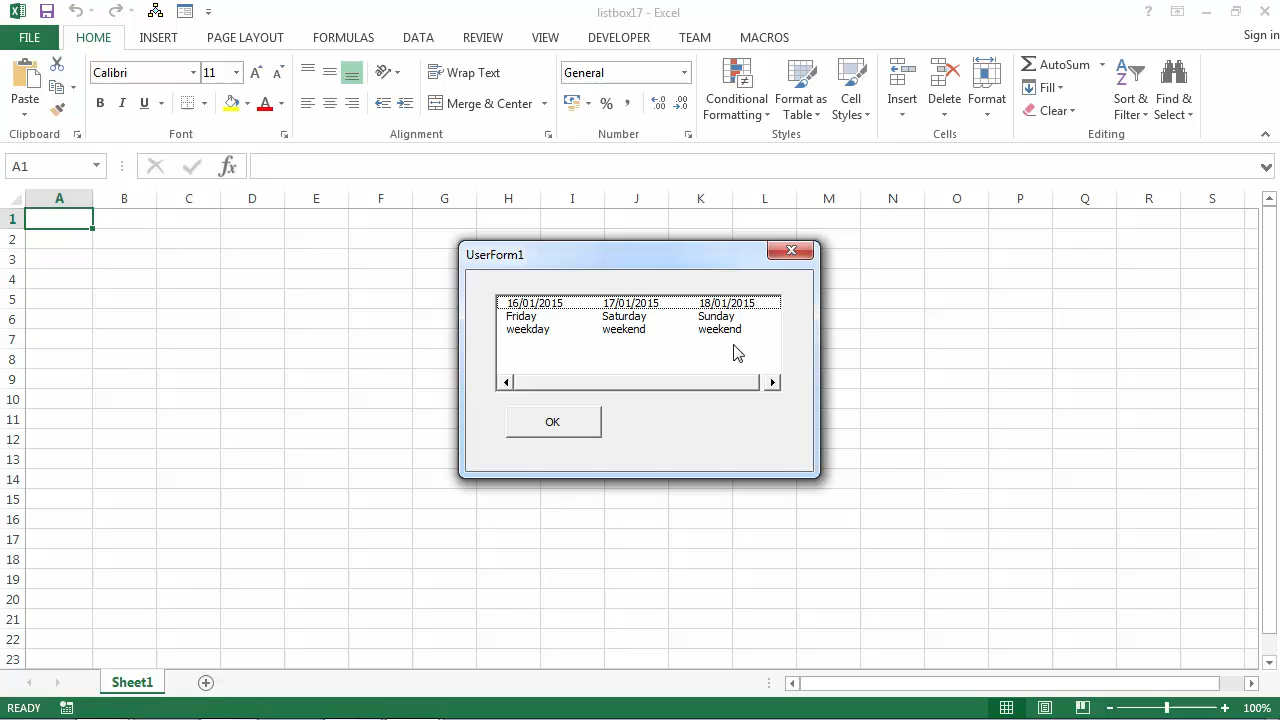 listbox17 - Excel
?
FILE HOME INSERT PAGE LAYOUT FORMULAS DATA REVIEW VIEW DEVELOPER TEAM MACROS Sign in
Paste
Calibri 11
B I U A
Wrap Text
Merge & Center
General
% ,
Conditional Formatting
Format as Table
Cell Styles
Insert Delete Format
AutoSum
Fill
Clear
Sort & Filter
Find & Select
Clipboard Font Alignment Number Styles Cells Editing
A1 fx
A B C D E F G H I J K L M N O P Q R S
1
2
3
4
5
6
7
8
9
10
11
12
13
14
15
16
17
18
19
20
21
22
23
UserForm1
16/01/2015 17/01/2015 18/01/2015
Friday Saturday Sunday
weekday weekend weekend
OK
Sheet1
READY 100%